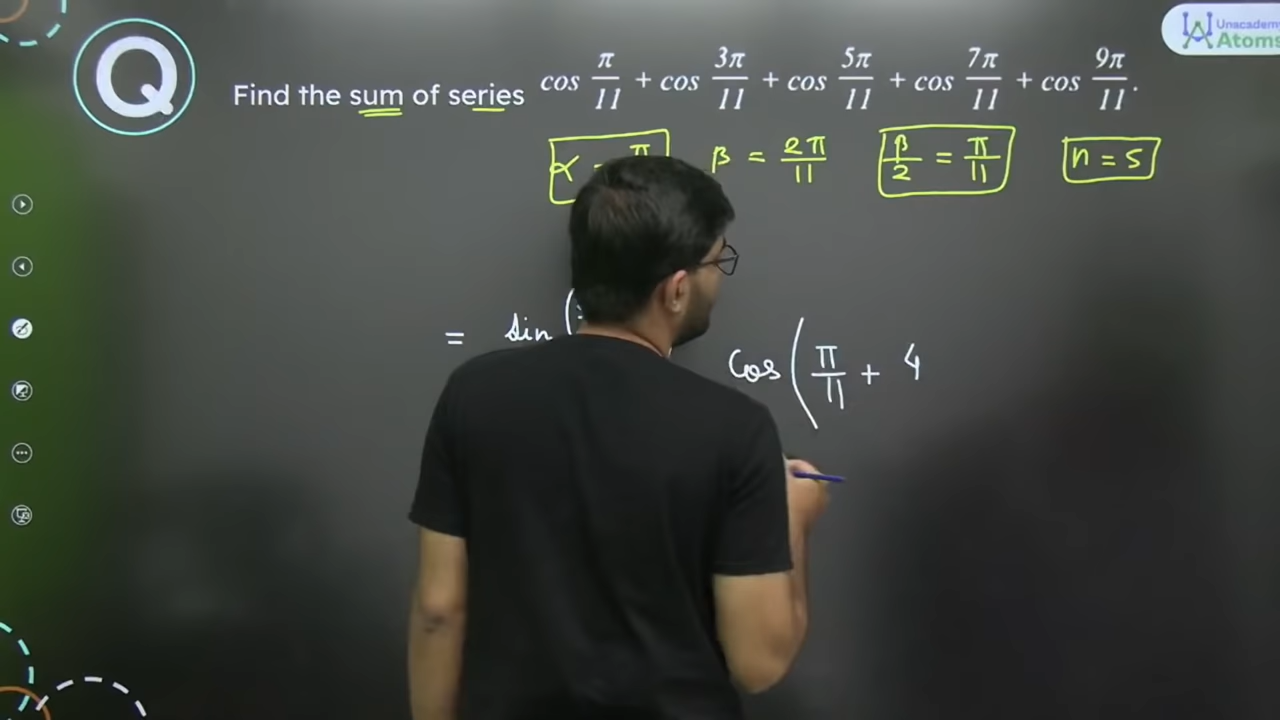 Unacademy
Atoms
Q
Find the sum of series cos π/11 + cos 3π/11 + cos 5π/11 + cos 7π/11 + cos 9π/11.
α = π β = 2π/11 β/2 = π/11 n = 5
= sin ( cos ( π/11 + 4